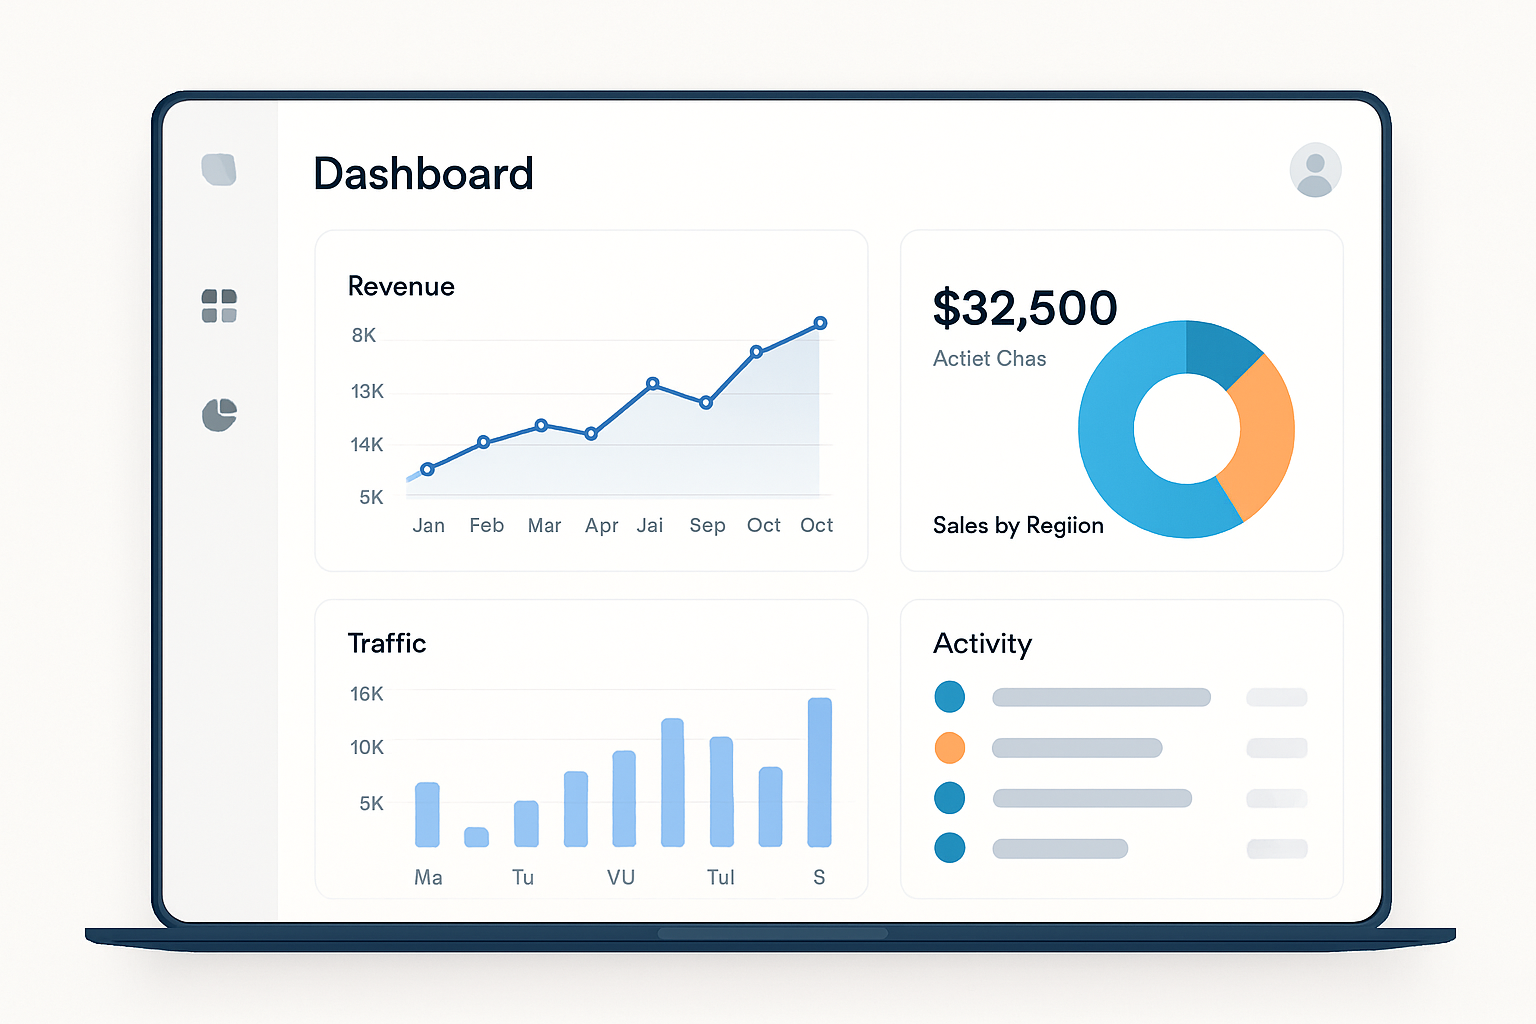 Dashboard
Revenue
8K
13K
14K
5K
Jan Feb Mar Apr Jai Sep Oct Oct
$32,500
Actiet Chas
Sales by Regiion
Traffic
16K
10K
5K
Ma Tu VU Tul S
Activity